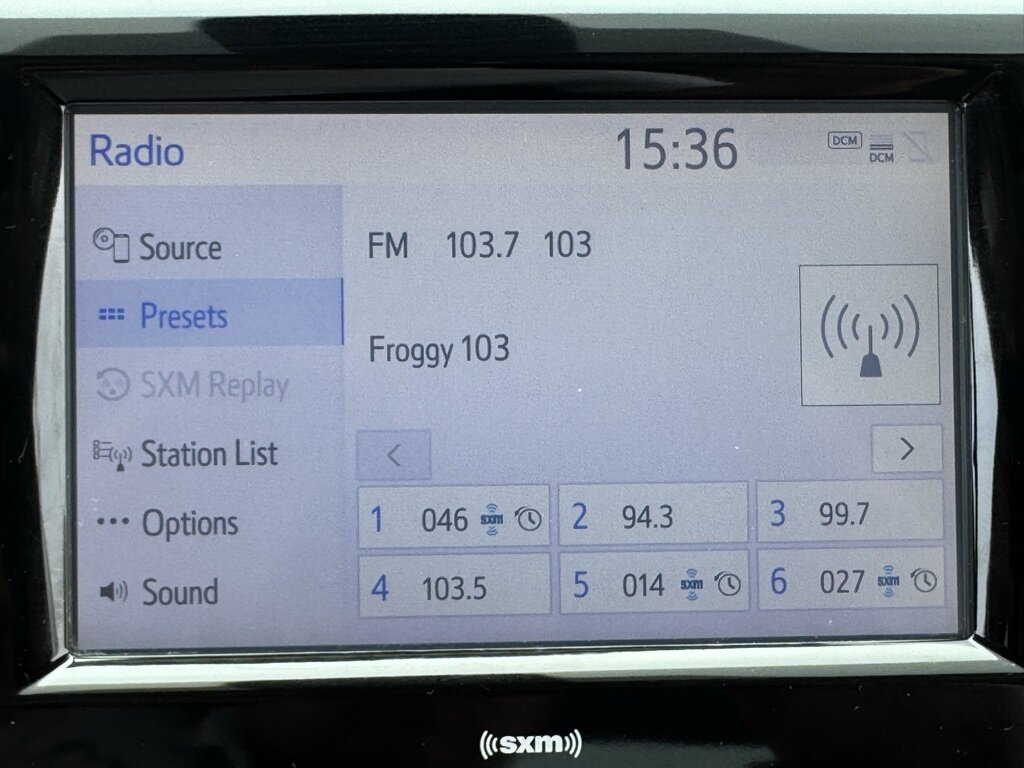 Radio 15:36 DCM DCM
Source
FM 103.7 103
Presets
Froggy 103
SXM Replay
Station List
Options
Sound
1 046 sxm
2 94.3
3 99.7
4 103.5
5 014 sxm
6 027 sxm
sxm